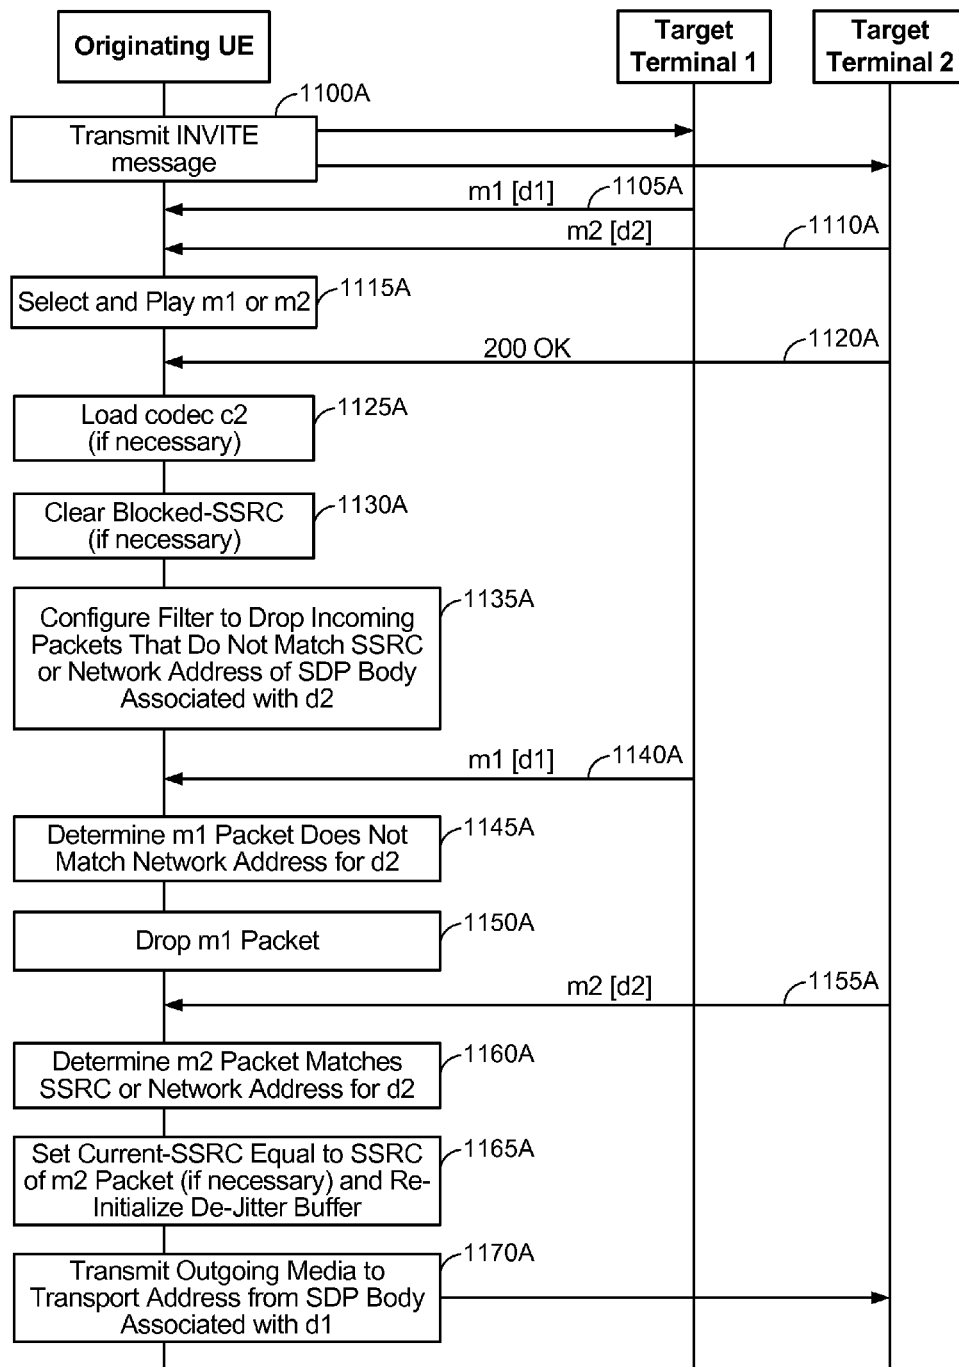 Originating UE
Target
Terminal 1
Target
Terminal 2
1100A
Transmit INVITE
message
m1 [d1]
1105A
m2 [d2]
1110A
Select and Play m1 or m2
1115A
200 OK
1120A
Load codec c2
(if necessary)
1125A
Clear Blocked-SSRC
(if necessary)
1130A
Configure Filter to Drop Incoming
Packets That Do Not Match SSRC
or Network Address of SDP Body
Associated with d2
1135A
m1 [d1]
1140A
Determine m1 Packet Does Not
Match Network Address for d2
1145A
Drop m1 Packet
1150A
m2 [d2]
1155A
Determine m2 Packet Matches
SSRC or Network Address for d2
1160A
Set Current-SSRC Equal to SSRC
of m2 Packet (if necessary) and Re-
Initialize De-Jitter Buffer
1165A
Transmit Outgoing Media to
Transport Address from SDP Body
Associated with d1
1170A